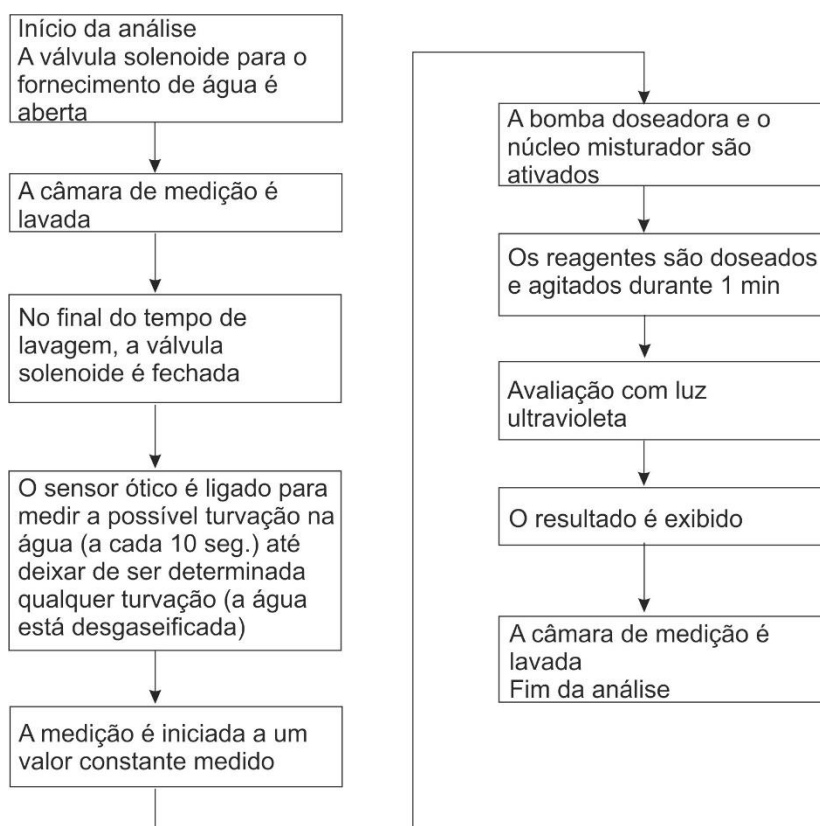 Início da análise
A válvula solenoide para o
fornecimento de água é
aberta
A câmara de medição é
lavada
No final do tempo de
lavagem, a válvula
solenoide é fechada
O sensor ótico é ligado para
medir a possível turvação na
água (a cada 10 seg.) até
deixar de ser determinada
qualquer turvação (a água
está desgaseificada)
A medição é iniciada a um
valor constante medido
A bomba doseadora e o
núcleo misturador são
ativados
Os reagentes são doseados
e agitados durante 1 min
Avaliação com luz
ultravioleta
O resultado é exibido
A câmara de medição é
lavada
Fim da análise